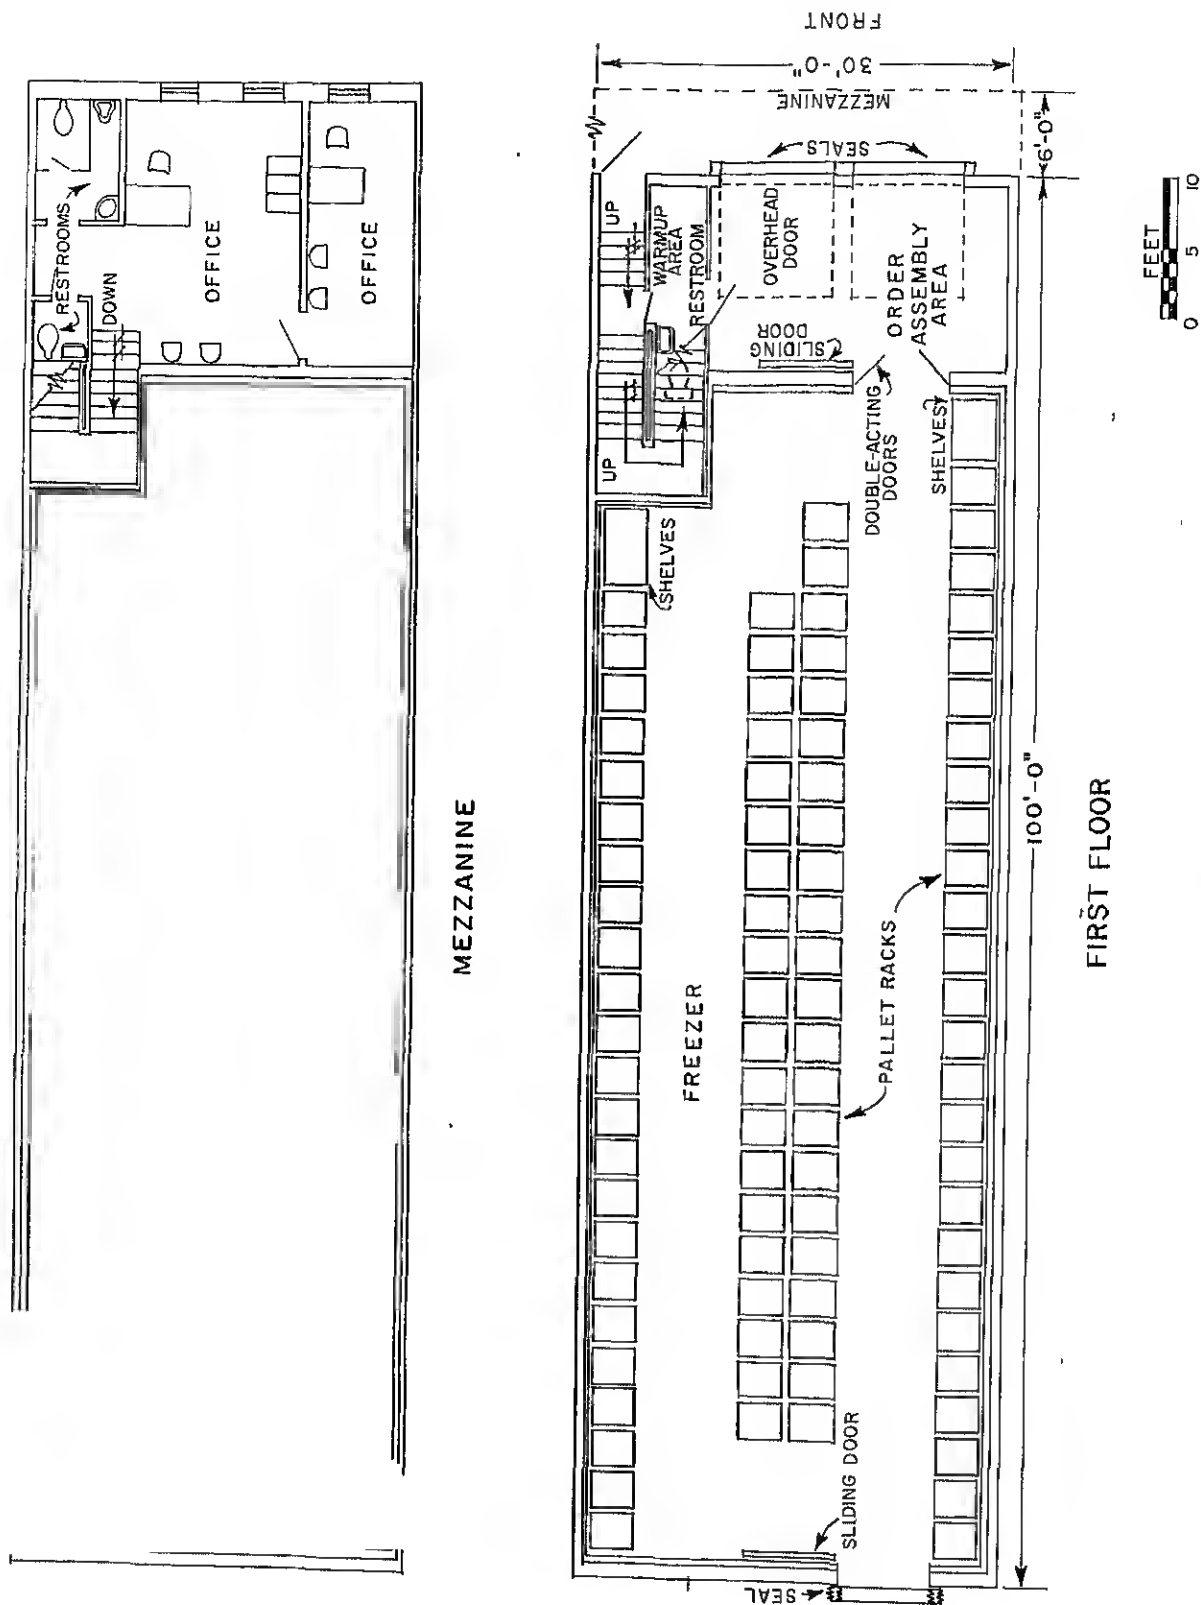 RESTROOMS
DOWN
OFFICE
OFFICE
MEZZANINE
FRONT
30'-0"
MEZZANINE
6'-0"
SEALS
UP
WARMUP
AREA
RESTROOM
OVERHEAD
DOOR
ORDER
ASSEMBLY
AREA
SLIDING
DOOR
DOUBLE-ACTING
DOORS
UP
SHELVES
SHELVES
FREEZER
PALLET RACKS
SLIDING DOOR
SEAL
100'-0"
FIRST FLOOR
FEET
0 5 10